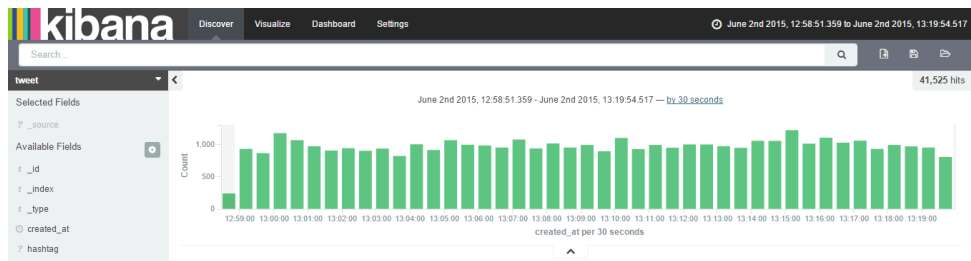 kibana Discover Visualize Dashboard Settings June 2nd 2015, 12:58:51.359 to June 2nd 2015, 13:19:54.517
Search...
tweet
41,525 hits
Selected Fields
June 2nd 2015, 12:58:51.359 - June 2nd 2015, 13:19:54.517 — by 30 seconds
? _source
Available Fields
t _id
t _index
t _type
created_at
? hashtag
Count
1,000
500
0
12:59:00 13:00:00 13:01:00 13:02:00 13:03:00 13:04:00 13:05:00 13:06:00 13:07:00 13:08:00 13:09:00 13:10:00 13:11:00 13:12:00 13:13:00 13:14:00 13:15:00 13:16:00 13:17:00 13:18:00 13:19:00
created_at per 30 seconds